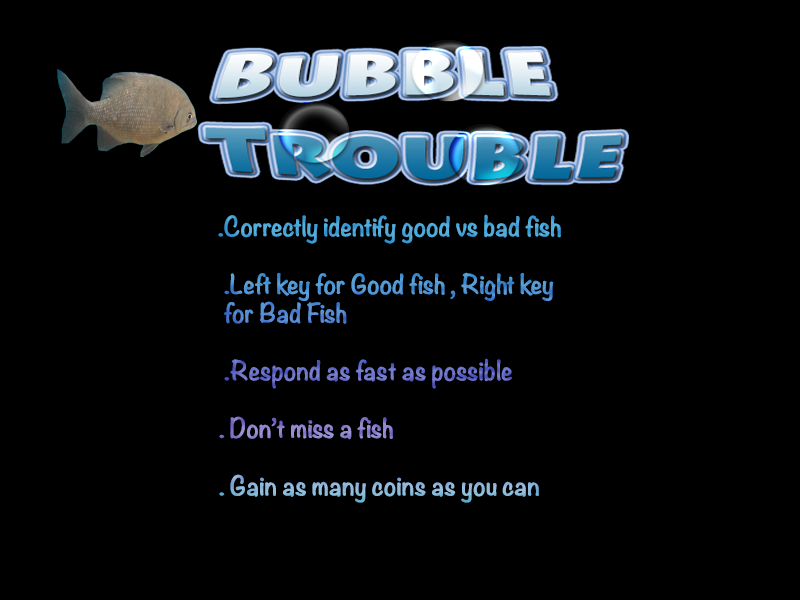 BUBBLE
TROUBLE
.Correctly identify good vs bad fish
.Left key for Good fish , Right key
for Bad Fish
.Respond as fast as possible
. Don't miss a fish
. Gain as many coins as you can